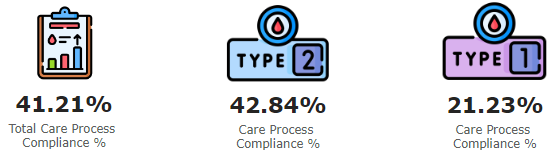 TYPE 2
TYPE 1
41.21%
42.84%
21.23%
Total Care Process
Compliance %
Care Process
Compliance %
Care Process
Compliance %